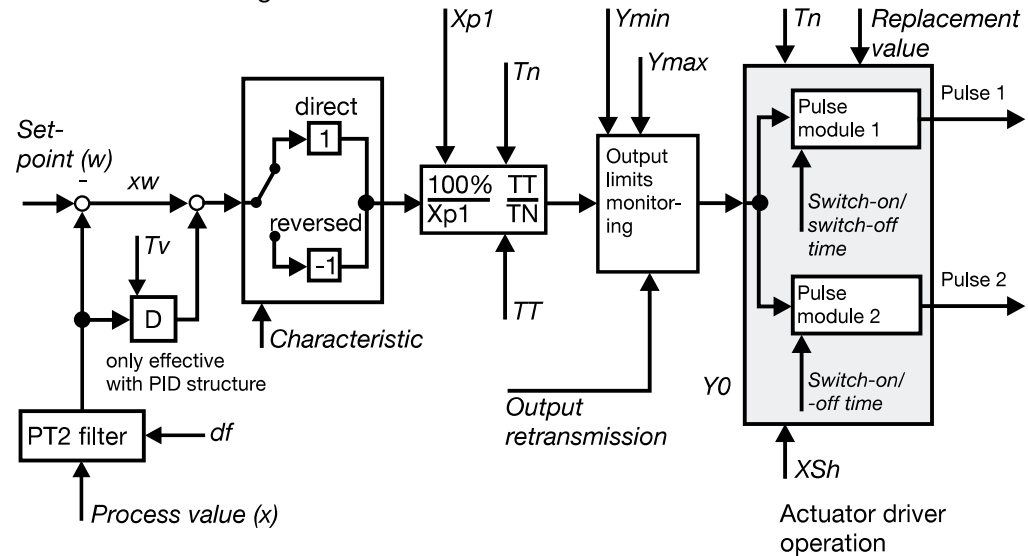 Xp1
Ymin
Tn
Replacement
value
Ymax
Tn
Set-
point (w)
-
xw
direct
1
reversed
-1
Tv
D
only effective
with PID structure
Characteristic
100% TT
Xp1 TN
TT
Output
limits
monitor-
ing
Output
retransmission
Pulse
module 1
Pulse 1
Switch-on/
switch-off
time
Pulse
module 2
Pulse 2
Switch-on/
-off time
Y0
XSh
PT2 filter
df
Process value (x)
Actuator driver
operation